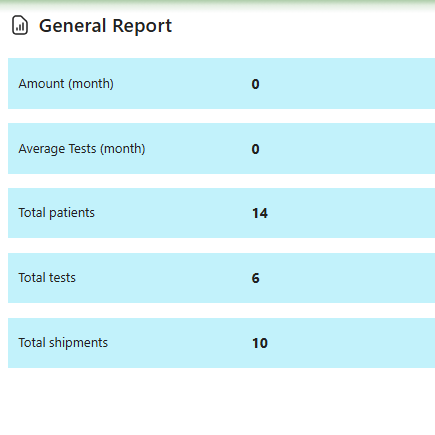 General Report
Amount (month) 0
Average Tests (month) 0
Total patients 14
Total tests 6
Total shipments 10